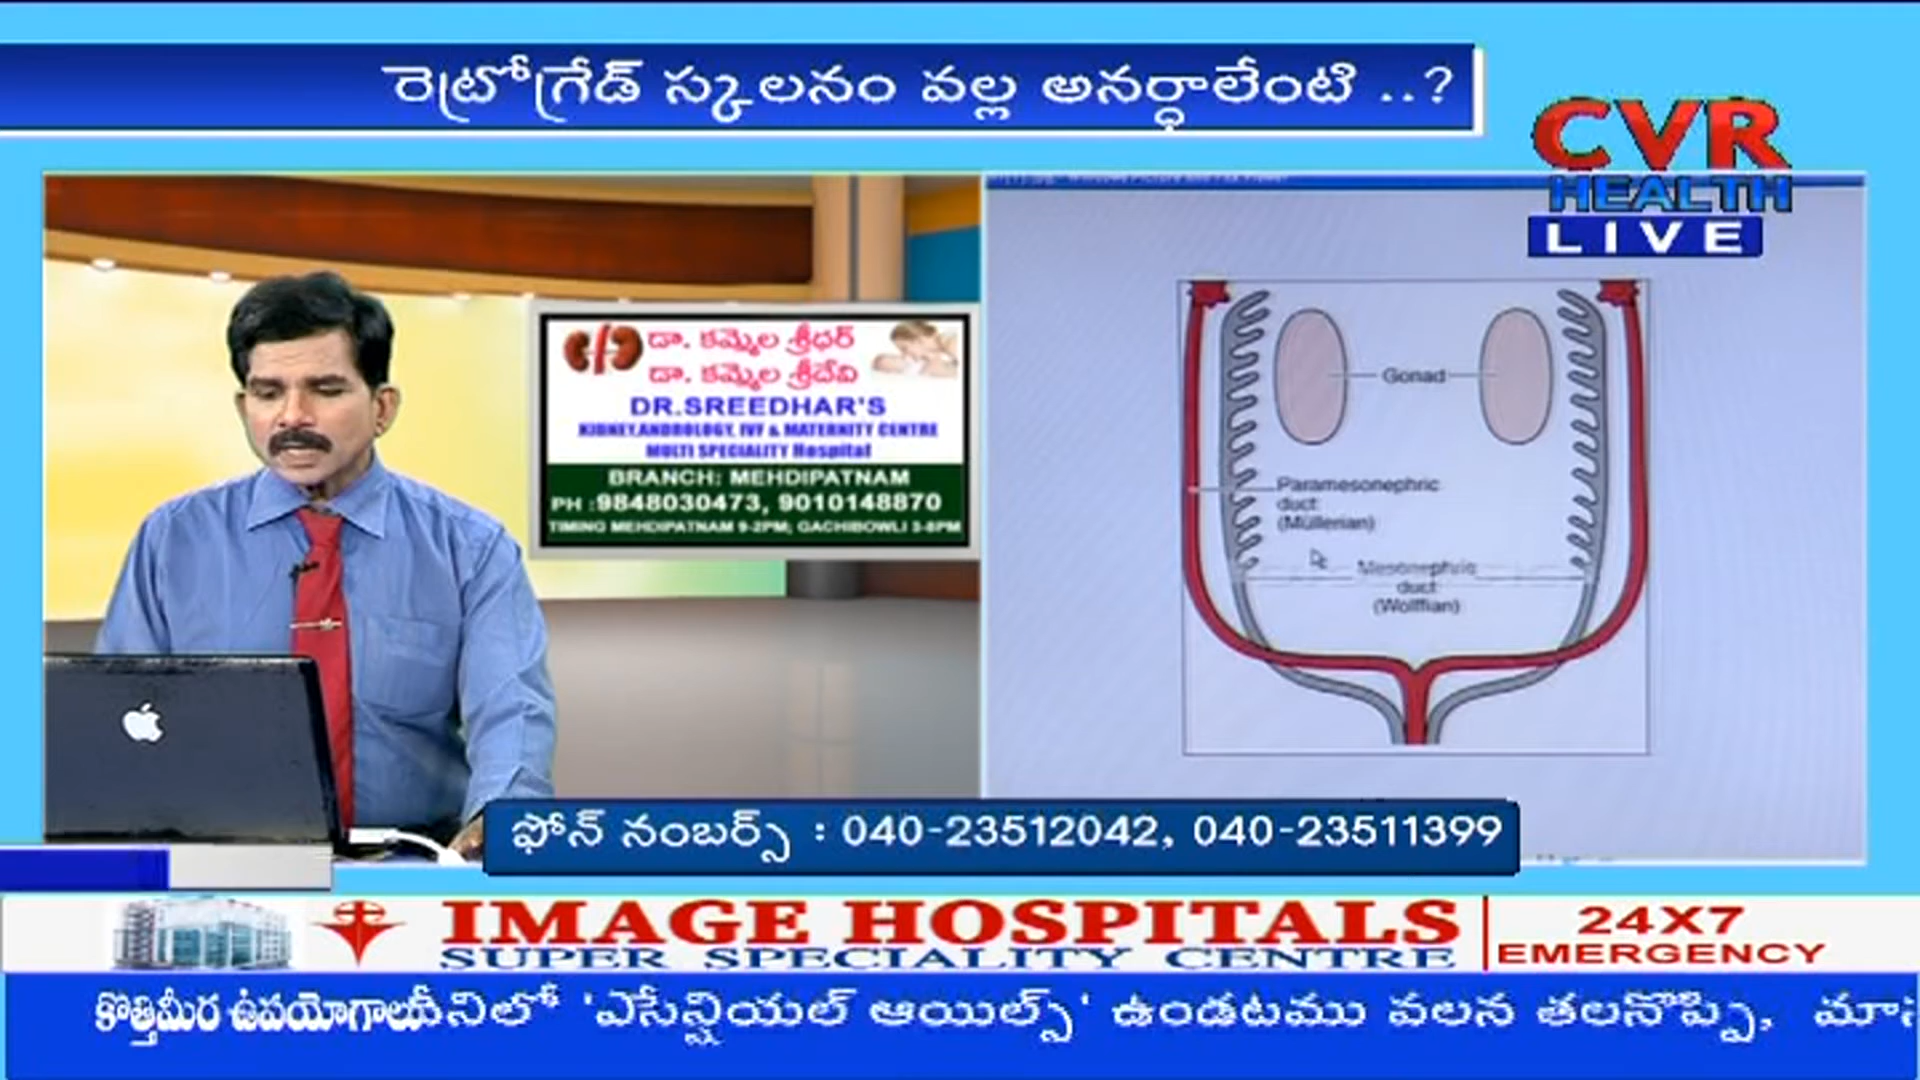 రెట్రోగ్రేడ్ స్కలనం వల్ల అనర్ధాలేంటి ..?
CVR
HEALTH
LIVE
డా. కమ్మెల శ్రీధర్
డా. కమ్మెల శ్రీదేవి
DR.SREEDHAR'S
KIDNEY,ANDROLOGY, IVF & MATERNITY CENTRE
MULTI SPECIALITY Hospital
BRANCH: MEHDIPATNAM
PH :9848030473, 9010148870
TIMING MEHDIPATNAM 9-2PM; GACHIBOWLI 3-8PM
Gonad
Paramesonephric
duct
(Müllerian)
Mesonephric
duct
(Wolffian)
ఫోన్ నంబర్స్ : 040-23512042, 040-23511399
IMAGE HOSPITALS
SUPER SPECIALITY CENTRE
24X7
EMERGENCY
కొత్తిమీర ఉపయోగాలు 'ఎసేన్షియల్ ఆయిల్స్' ఉండటము వలన తలనొప్పి,